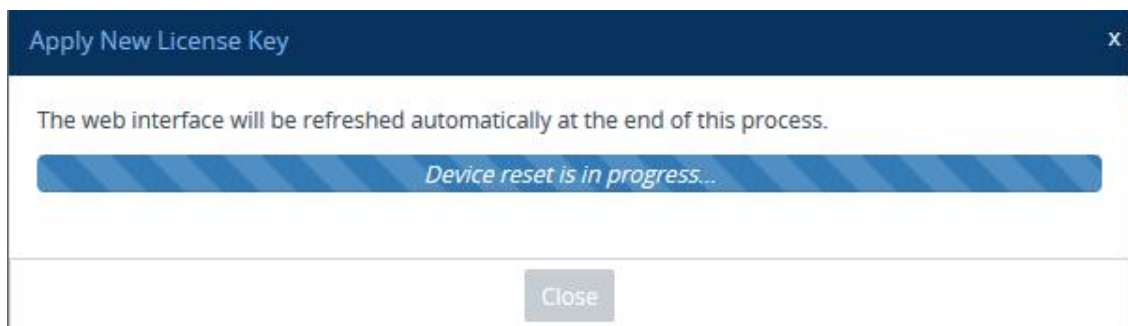 Apply New License Key
x
The web interface will be refreshed automatically at the end of this process.
Device reset is in progress...
Close